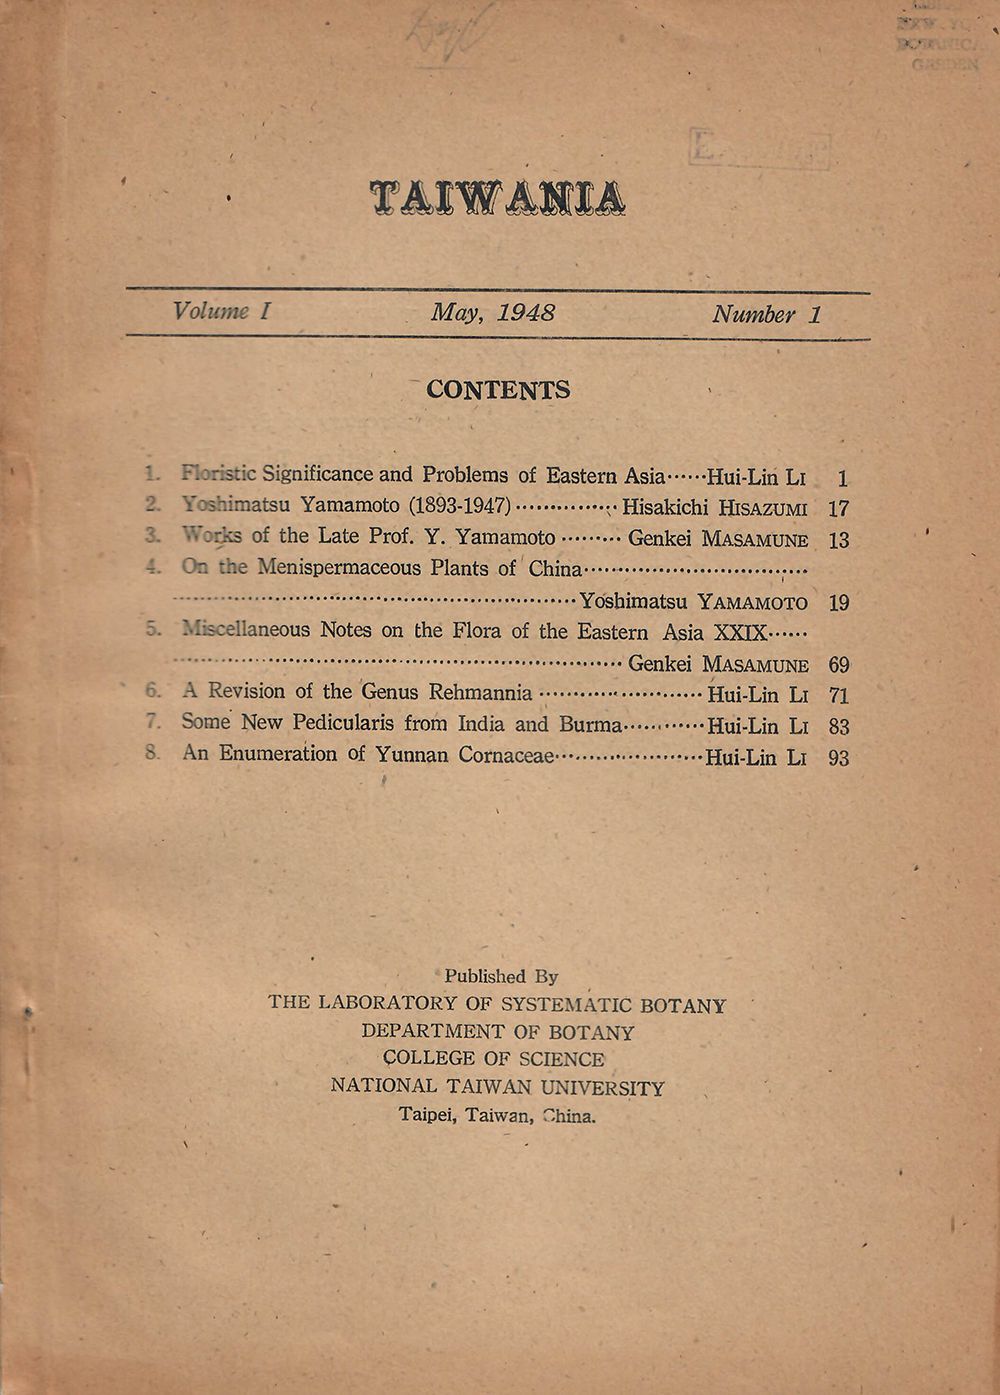 NEW YO
BOTANICA
GARDEN
TAIWANIA
Volume I May, 1948 Number 1
CONTENTS
1. Floristic Significance and Problems of Eastern Asia······Hui-Lin LI 1
2. Yoshimatsu Yamamoto (1893-1947)···············Hisakichi HISAZUMI 17
3. Works of the Late Prof. Y. Yamamoto·········Genkei MASAMUNE 13
4. On the Menispermaceous Plants of China·································
··························································Yoshimatsu YAMAMOTO 19
5. Miscellaneous Notes on the Flora of the Eastern Asia XXIX······
·································································Genkei MASAMUNE 69
6. A Revision of the Genus Rehmannia························Hui-Lin LI 71
7. Some New Pedicularis from India and Burma············Hui-Lin LI 83
8. An Enumeration of Yunnan Cornaceae······················Hui-Lin LI 93
Published By
THE LABORATORY OF SYSTEMATIC BOTANY
DEPARTMENT OF BOTANY
COLLEGE OF SCIENCE
NATIONAL TAIWAN UNIVERSITY
Taipei, Taiwan, China.